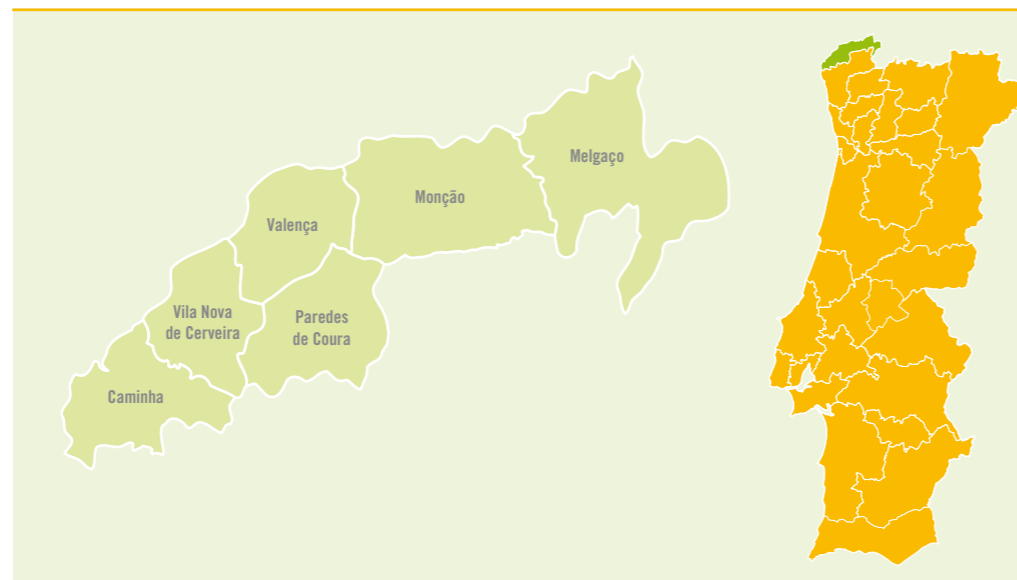 Melgaço
Monção
Valença
Vila Nova
de Cerveira
Paredes
de Coura
Caminha